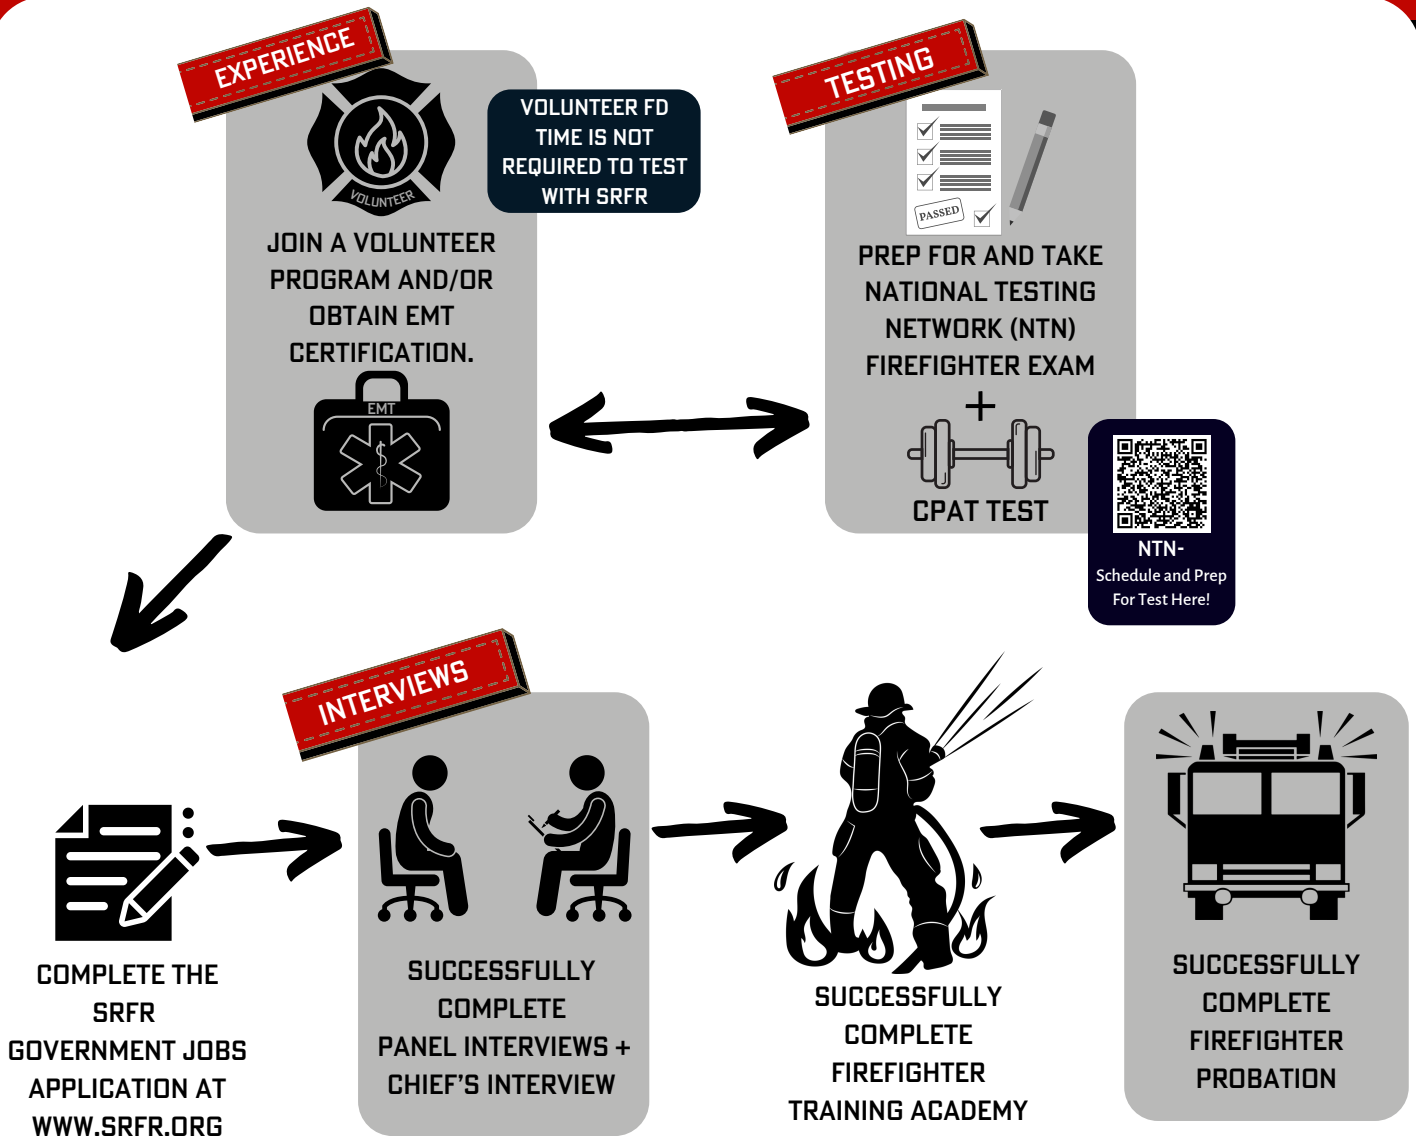 EXPERIENCE
VOLUNTEER
VOLUNTEER FD
TIME IS NOT
REQUIRED TO TEST
WITH SRFR
JOIN A VOLUNTEER
PROGRAM AND/OR
OBTAIN EMT
CERTIFICATION.
EMT
TESTING
PASSED
PREP FOR AND TAKE
NATIONAL TESTING
NETWORK (NTN)
FIREFIGHTER EXAM
+
CPAT TEST
NTN-
Schedule and Prep
For Test Here!
COMPLETE THE
SRFR
GOVERNMENT JOBS
APPLICATION AT
WWW.SRFR.ORG
INTERVIEWS
SUCCESSFULLY
COMPLETE
PANEL INTERVIEWS +
CHIEF'S INTERVIEW
SUCCESSFULLY
COMPLETE
FIREFIGHTER
TRAINING ACADEMY
SUCCESSFULLY
COMPLETE
FIREFIGHTER
PROBATION